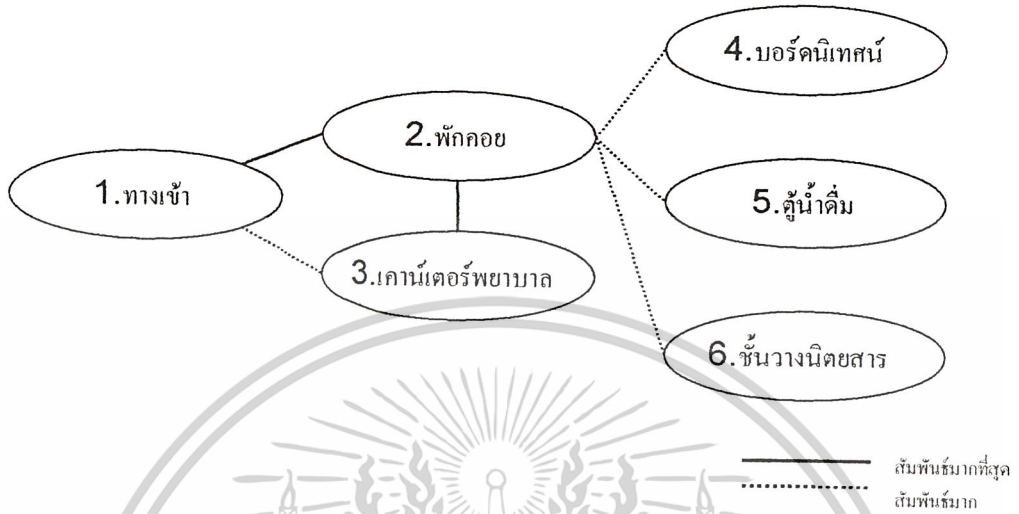 4.บอร์ดนิเทศน์
2.พักคอย
1.ทางเข้า
5.ตู้น้ำดื่ม
3.เคาน์เตอร์พยาบาล
6.ชั้นวางนิตยสาร
สัมพันธ์มากที่สุด
สัมพันธ์มาก